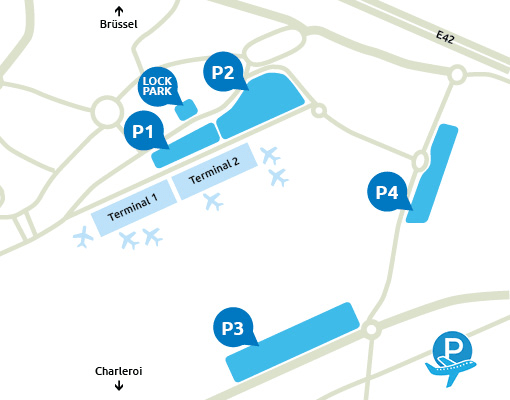 Brüssel
E42
LOCK
PARK
P2
P1
Terminal 2
Terminal 1
P4
P3
P
Charleroi